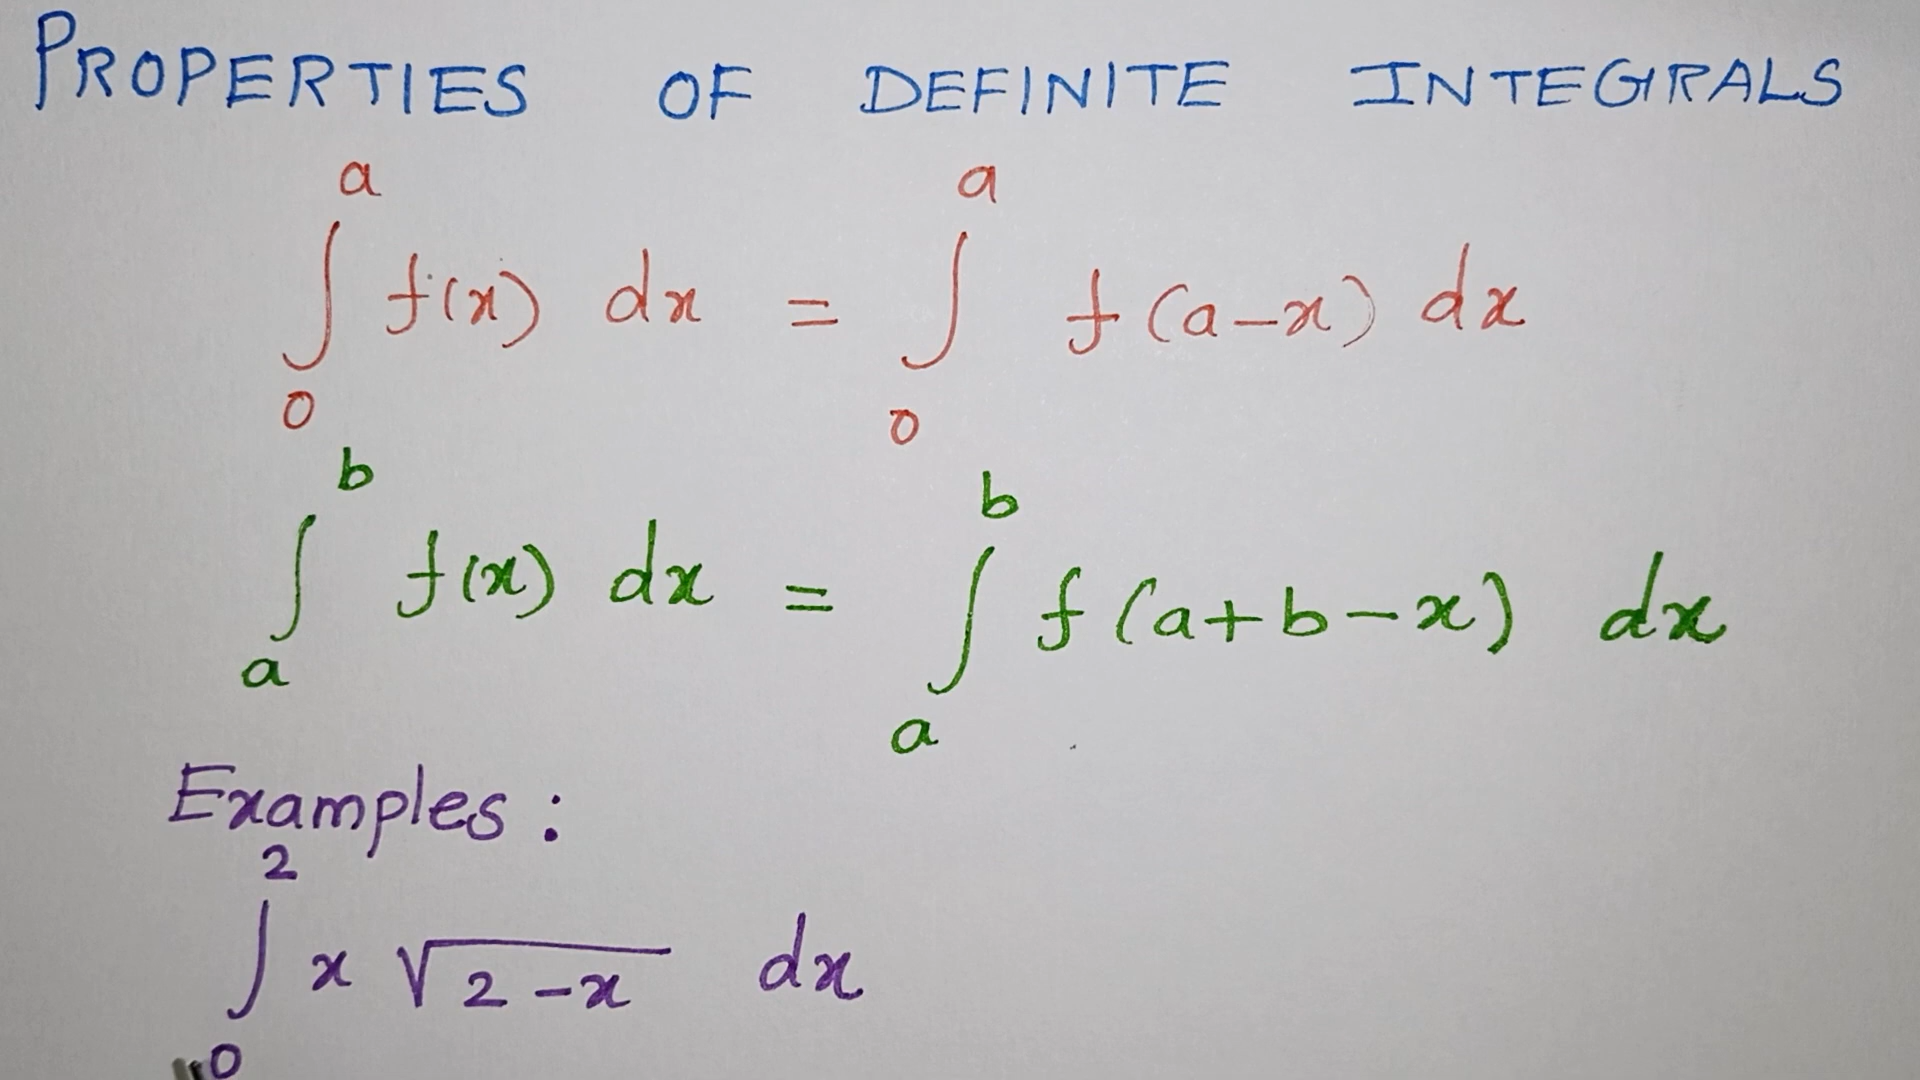 PROPERTIES OF DEFINITE INTEGRALS
∫₀ᵃ f(x) dx = ∫₀ᵃ f(a-x) dx
∫ₐᵇ f(x) dx = ∫ₐᵇ f(a+b-x) dx
Examples :
∫₀² x √(2-x) dx